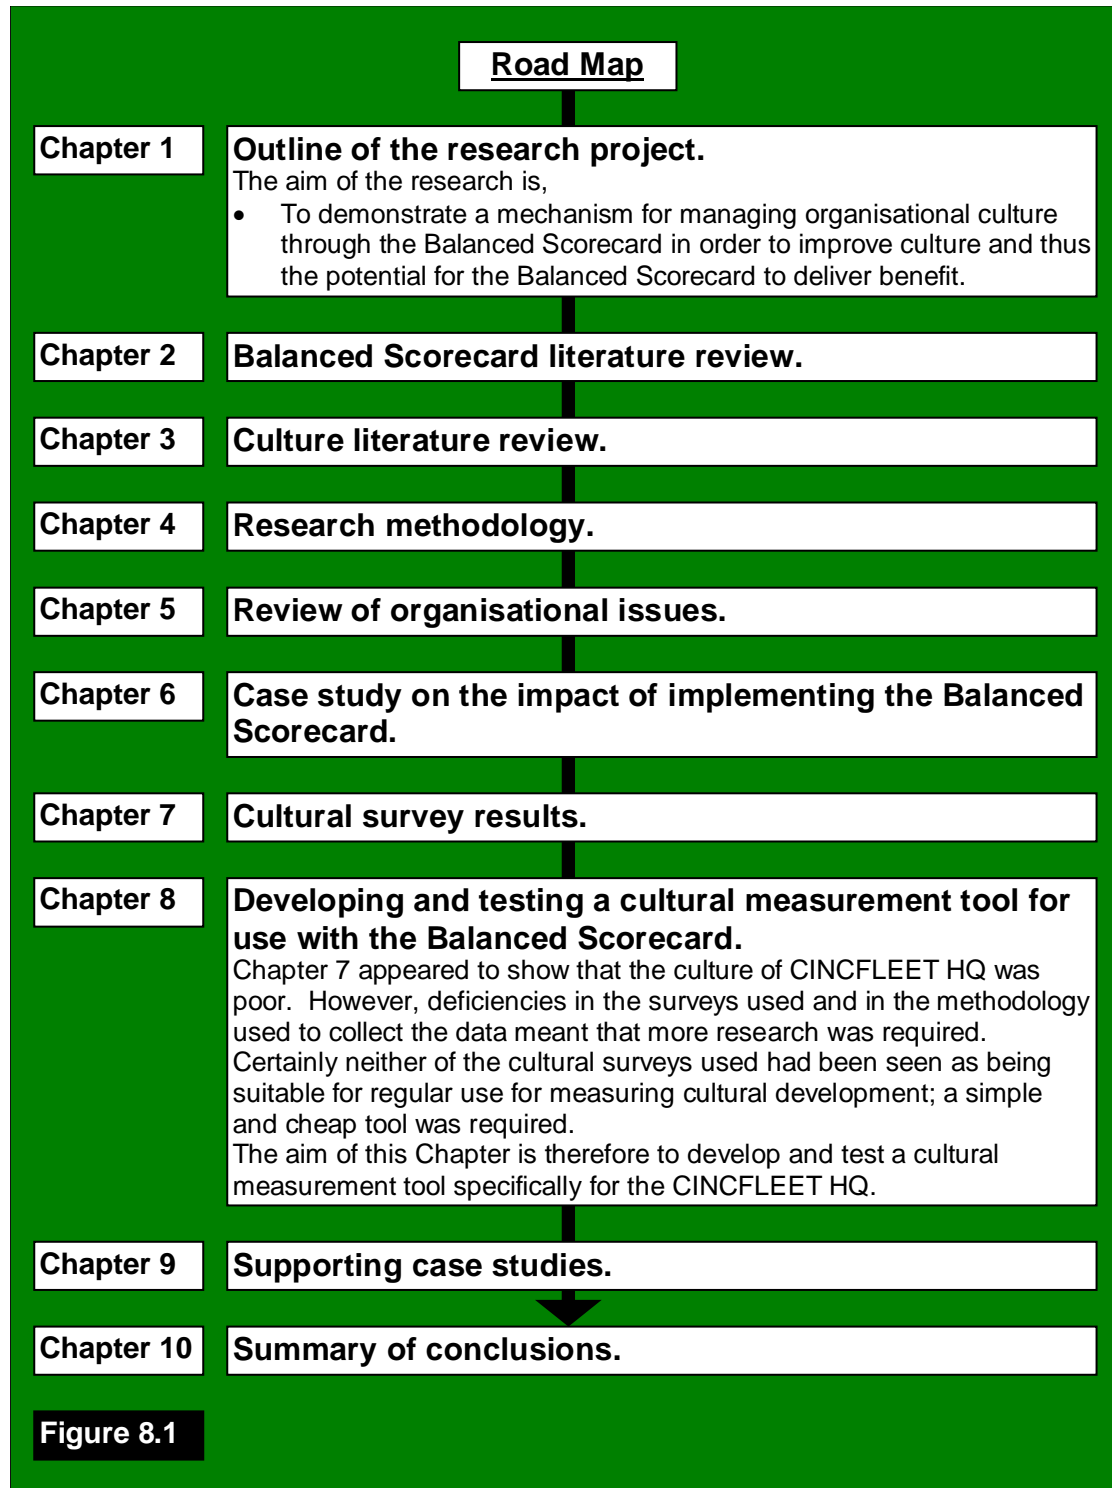 Road Map
Chapter 1
Outline of the research project.
The aim of the research is,
• To demonstrate a mechanism for managing organisational culture
through the Balanced Scorecard in order to improve culture and thus
the potential for the Balanced Scorecard to deliver benefit.
Chapter 2
Balanced Scorecard literature review.
Chapter 3
Culture literature review.
Chapter 4
Research methodology.
Chapter 5
Review of organisational issues.
Chapter 6
Case study on the impact of implementing the Balanced
Scorecard.
Chapter 7
Cultural survey results.
Chapter 8
Developing and testing a cultural measurement tool for
use with the Balanced Scorecard.
Chapter 7 appeared to show that the culture of CINCFLEET HQ was
poor.  However, deficiencies in the surveys used and in the methodology
used to collect the data meant that more research was required.
Certainly neither of the cultural surveys used had been seen as being
suitable for regular use for measuring cultural development; a simple
and cheap tool was required.
The aim of this Chapter is therefore to develop and test a cultural
measurement tool specifically for the CINCFLEET HQ.
Chapter 9
Supporting case studies.
Chapter 10
Summary of conclusions.
Figure 8.1